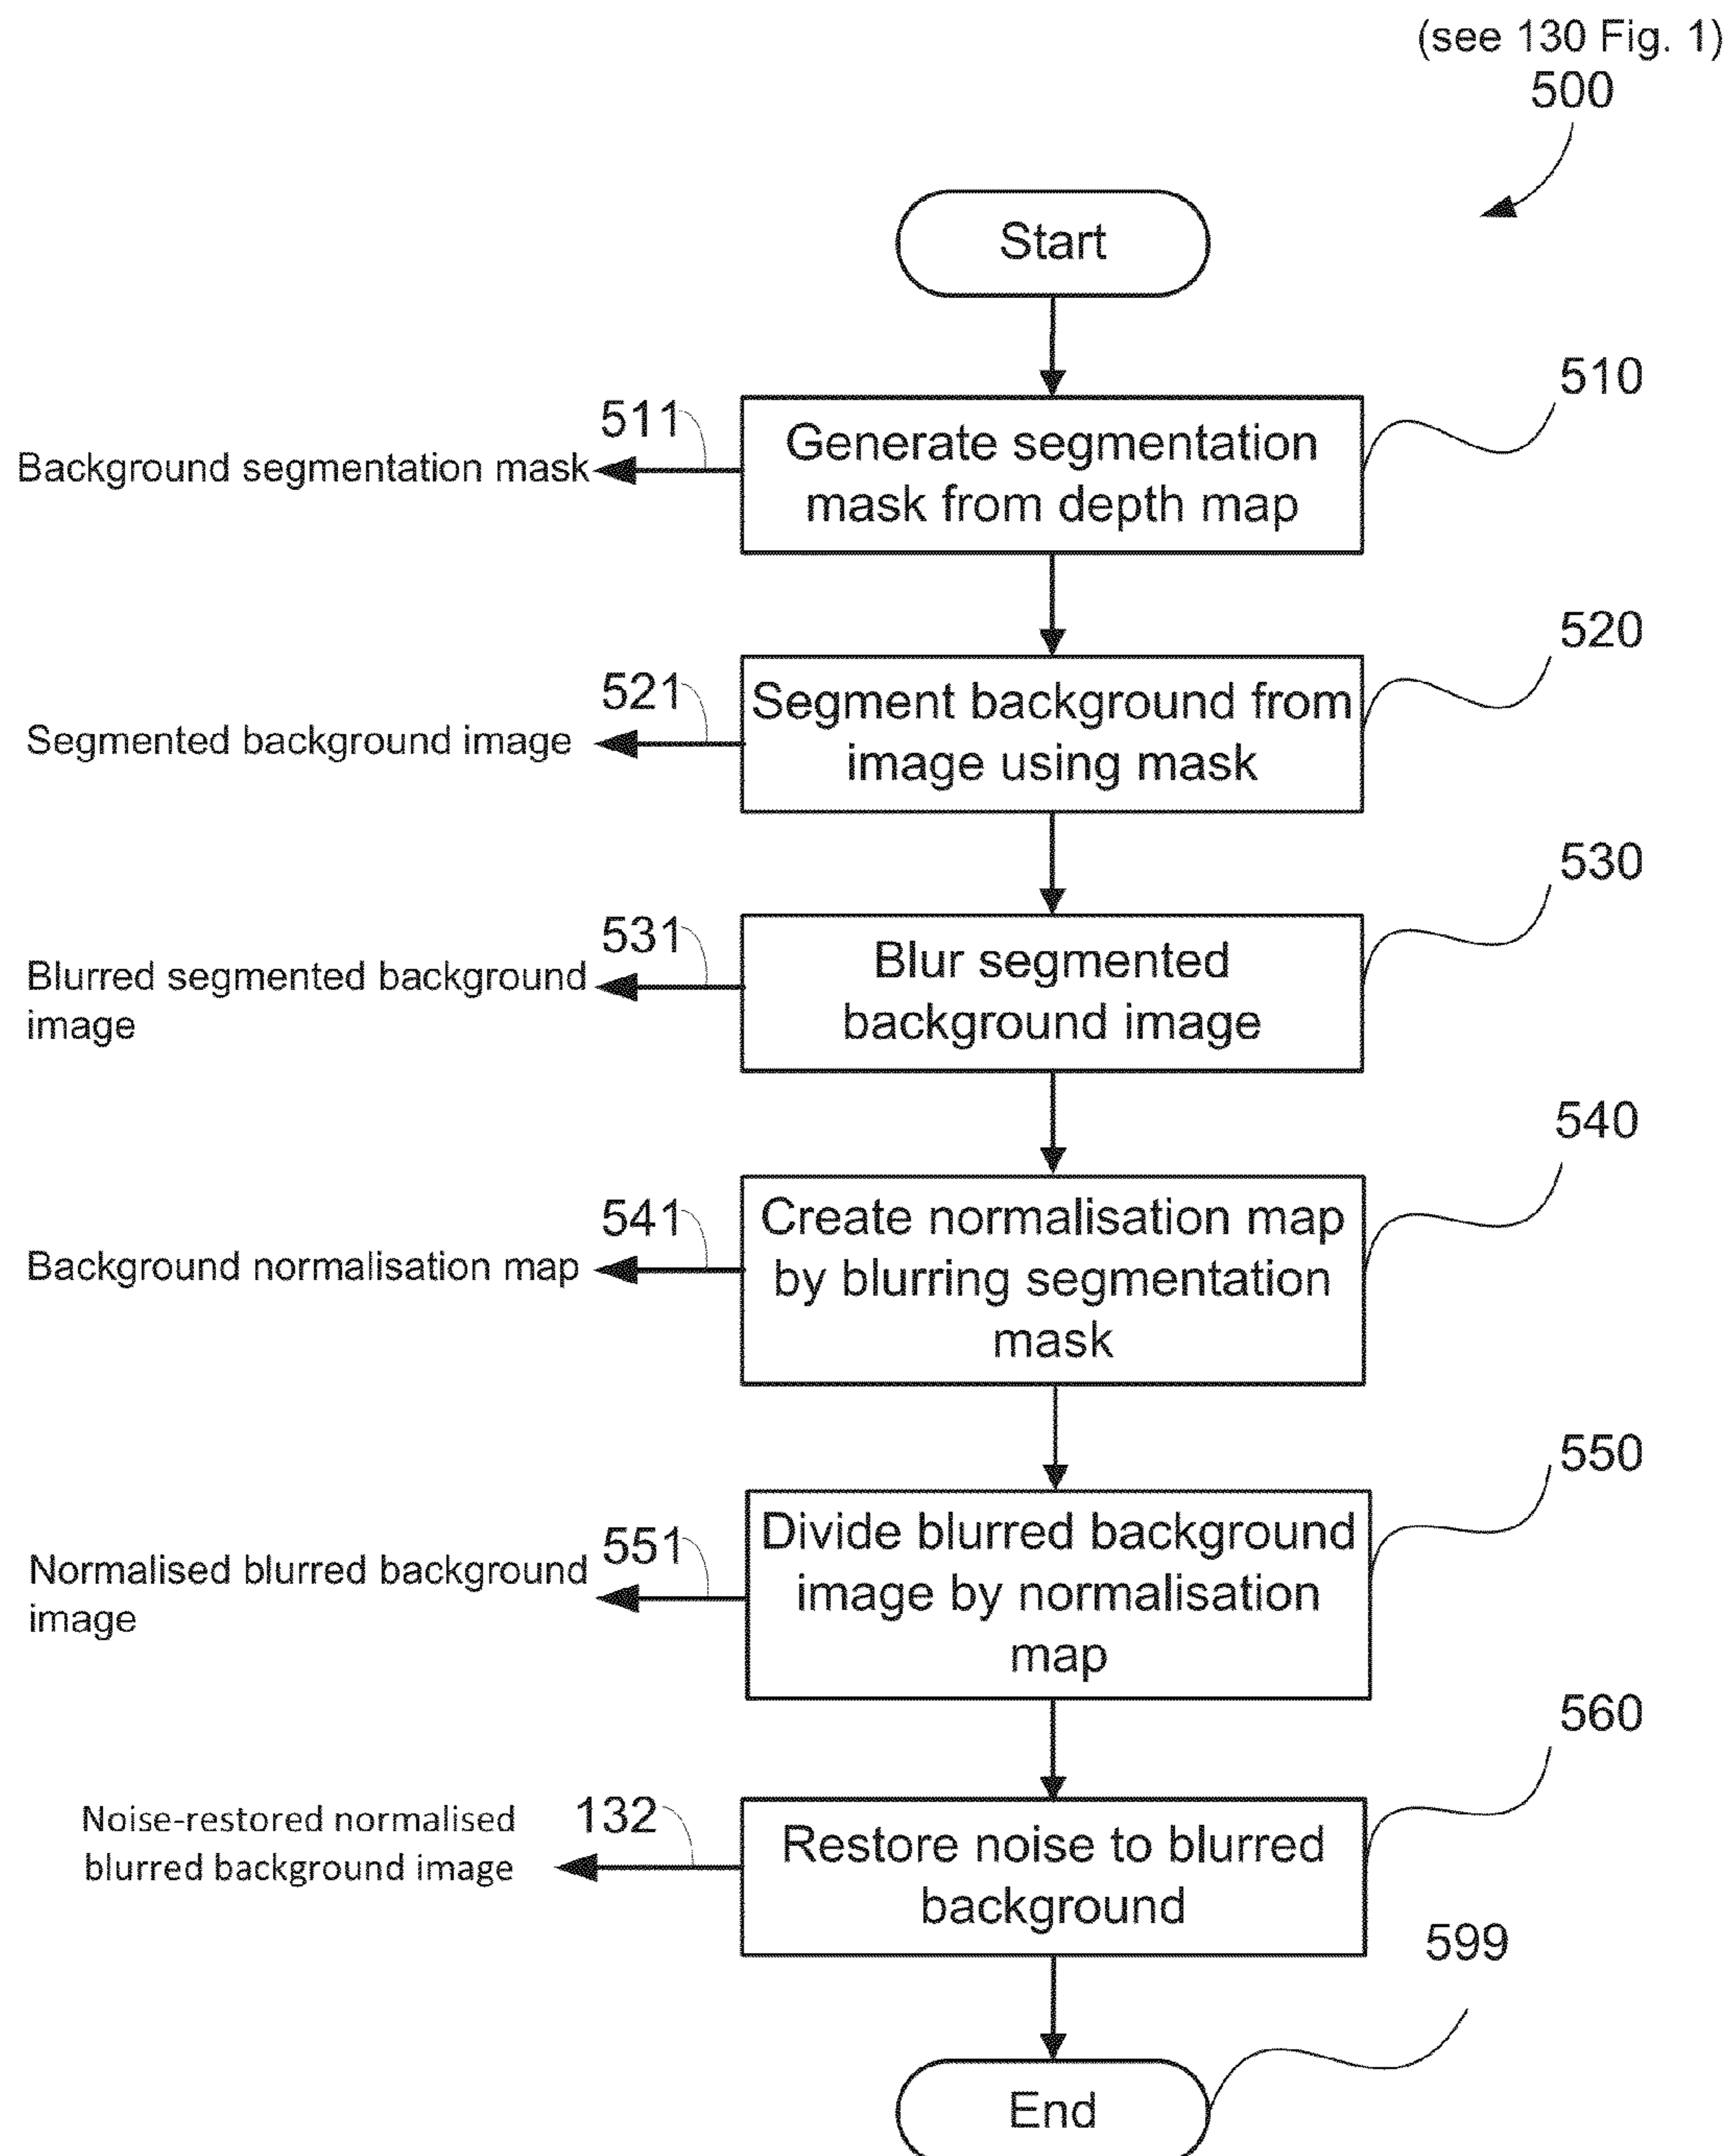 (see 130 Fig. 1)
500
Start
510
511
Generate segmentation
mask from depth map
Background segmentation mask
520
521
Segment background from
image using mask
Segmented background image
530
531
Blur segmented
background image
Blurred segmented background
image
540
541
Create normalisation map
by blurring segmentation
mask
Background normalisation map
550
551
Divide blurred background
image by normalisation
map
Normalised blurred background
image
560
132
Restore noise to blurred
background
Noise-restored normalised
blurred background image
599
End